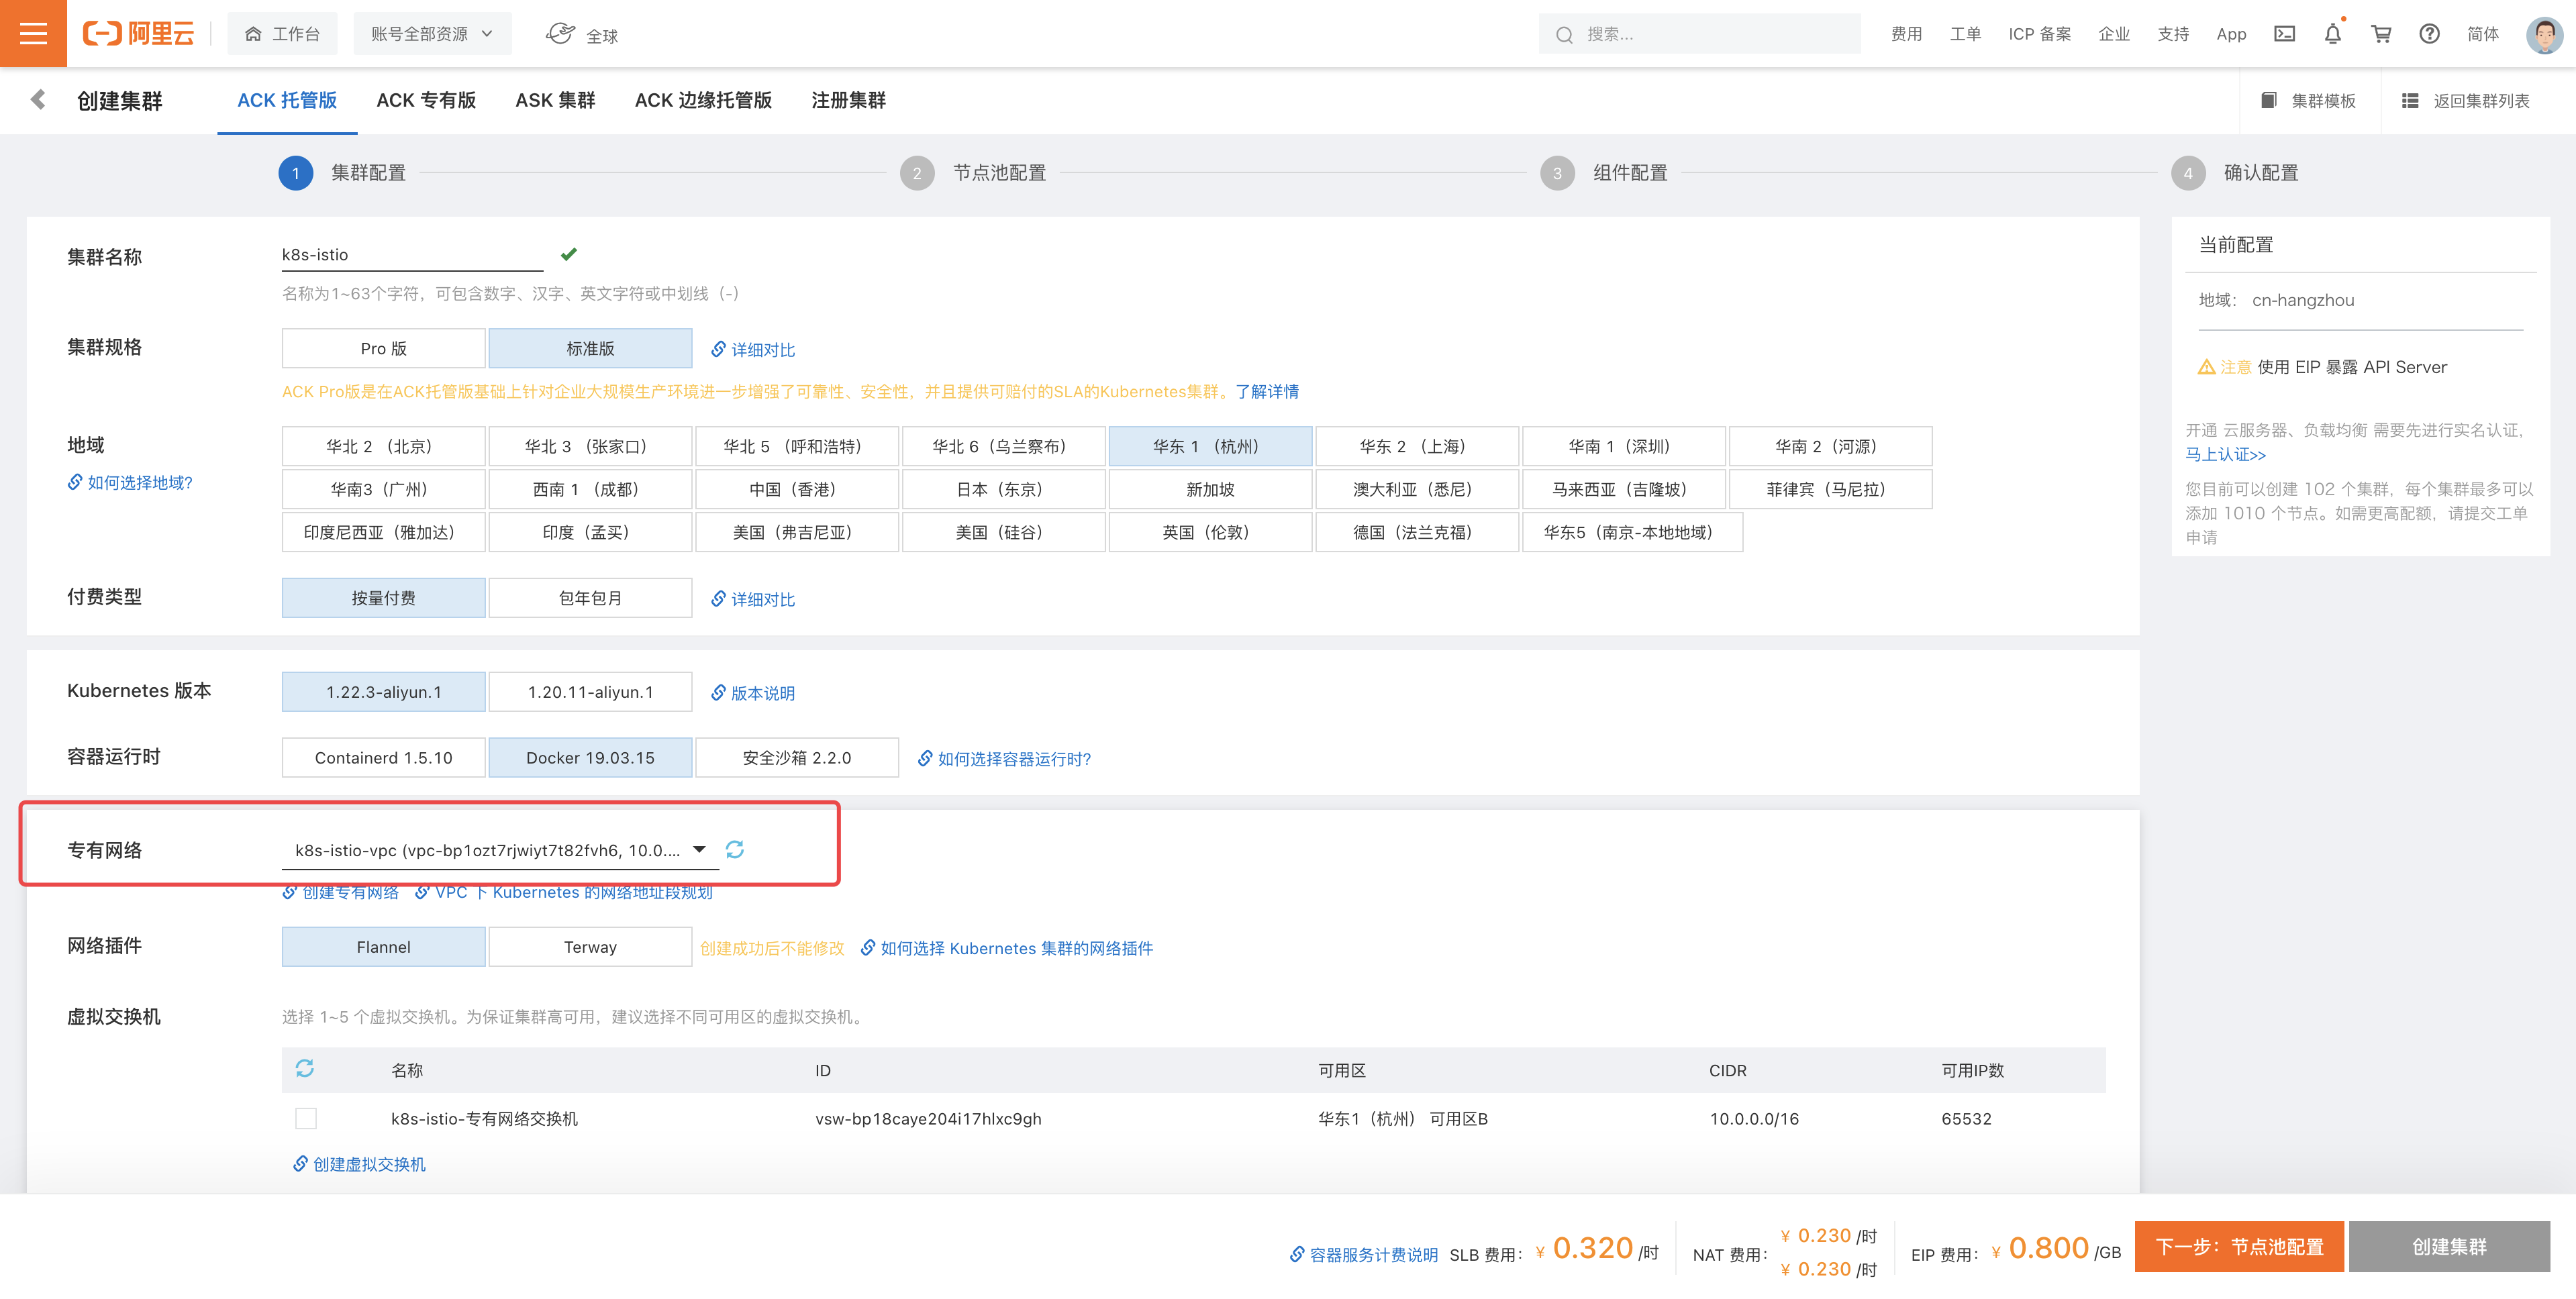 阿里云 工作台 账号全部资源 全球 搜索... 费用 工单 ICP 备案 企业 支持 App 简体
创建集群 ACK 托管版 ACK 专有版 ASK 集群 ACK 边缘托管版 注册集群 集群模板 返回集群列表
1 集群配置 2 节点池配置 3 组件配置 4 确认配置
集群名称 k8s-istio
名称为1~63个字符，可包含数字、汉字、英文字符或中划线（-）
集群规格 Pro 版 标准版 详细对比
ACK Pro版是在ACK托管版基础上针对企业大规模生产环境进一步增强了可靠性、安全性，并且提供可赔付的SLA的Kubernetes集群。了解详情
地域 华北 2 （北京） 华北 3 （张家口） 华北 5 （呼和浩特） 华北 6（乌兰察布） 华东 1 （杭州） 华东 2 （上海） 华南 1（深圳） 华南 2（河源）
如何选择地域? 华南3（广州） 西南 1 （成都） 中国（香港） 日本（东京） 新加坡 澳大利亚（悉尼） 马来西亚（吉隆坡） 菲律宾（马尼拉）
印度尼西亚（雅加达） 印度（孟买） 美国（弗吉尼亚） 美国（硅谷） 英国（伦敦） 德国（法兰克福） 华东5（南京-本地地域）
付费类型 按量付费 包年包月 详细对比
Kubernetes 版本 1.22.3-aliyun.1 1.20.11-aliyun.1 版本说明
容器运行时 Containerd 1.5.10 Docker 19.03.15 安全沙箱 2.2.0 如何选择容器运行时?
专有网络 k8s-istio-vpc (vpc-bp1ozt7rjwiyt7t82fvh6, 10.0....
创建专有网络 VPC 下 Kubernetes 的网络地址段规划
网络插件 Flannel Terway 创建成功后不能修改 如何选择 Kubernetes 集群的网络插件
虚拟交换机 选择 1~5 个虚拟交换机。为保证集群高可用，建议选择不同可用区的虚拟交换机。
名称 ID 可用区 CIDR 可用IP数
k8s-istio-专有网络交换机 vsw-bp18caye204i17hlxc9gh 华东1（杭州） 可用区B 10.0.0.0/16 65532
创建虚拟交换机
当前配置
地域： cn-hangzhou
注意 使用 EIP 暴露 API Server
开通 云服务器、负载均衡 需要先进行实名认证，
马上认证>>
您目前可以创建 102 个集群，每个集群最多可以
添加 1010 个节点。如需更高配额，请提交工单
申请
容器服务计费说明 SLB 费用： ¥ 0.320 /时 NAT 费用： ¥ 0.230 /时
¥ 0.230 /时
EIP 费用： ¥ 0.800 /GB 下一步：节点池配置 创建集群